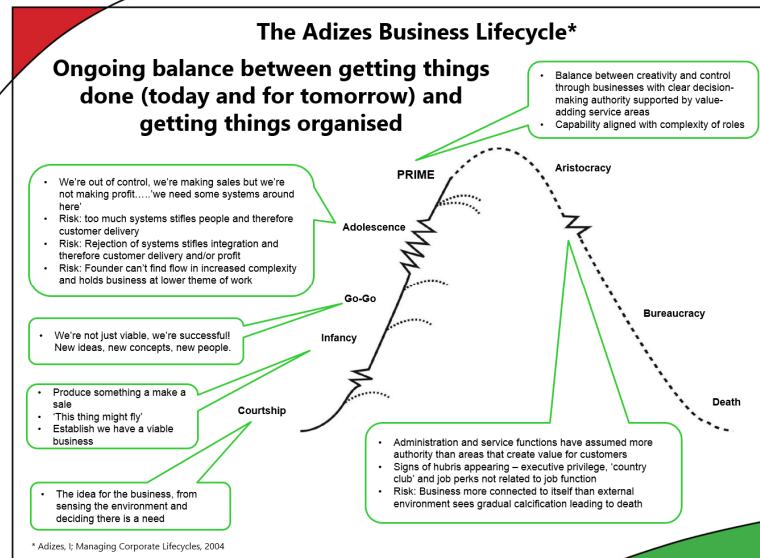 The Adizes Business Lifecycle*
Ongoing balance between getting things
done (today and for tomorrow) and
getting things organised
• Balance between creativity and control
through businesses with clear decision-
making authority supported by value-
adding service areas
• Capability aligned with complexity of roles
PRIME
Aristocracy
• We’re out of control, we’re making sales but we’re
not making profit…..‘we need some systems around
here’
• Risk: too much systems stifles people and therefore
customer delivery
• Risk: Rejection of systems stifles integration and
therefore customer delivery and/or profit
• Risk: Founder can’t find flow in increased complexity
and holds business at lower theme of work
Adolescence
Go-Go
Bureaucracy
• We’re not just viable, we’re successful!
New ideas, new concepts, new people.
Infancy
• Produce something a make a
sale
• ‘This thing might fly’
• Establish we have a viable
business
Courtship
Death
• Administration and service functions have assumed more
authority than areas that create value for customers
• Signs of hubris appearing – executive privilege, ‘country
club’ and job perks not related to job function
• Risk: Business more connected to itself than external
environment sees gradual calcification leading to death
• The idea for the business, from
sensing the environment and
deciding there is a need
* Adizes, I; Managing Corporate Lifecycles, 2004